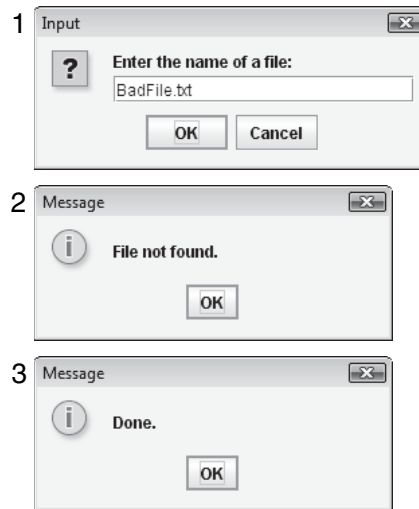 1
Input
?
Enter the name of a file:
BadFile.txt
OK Cancel
2
Message
i
File not found.
OK
3
Message
i
Done.
OK